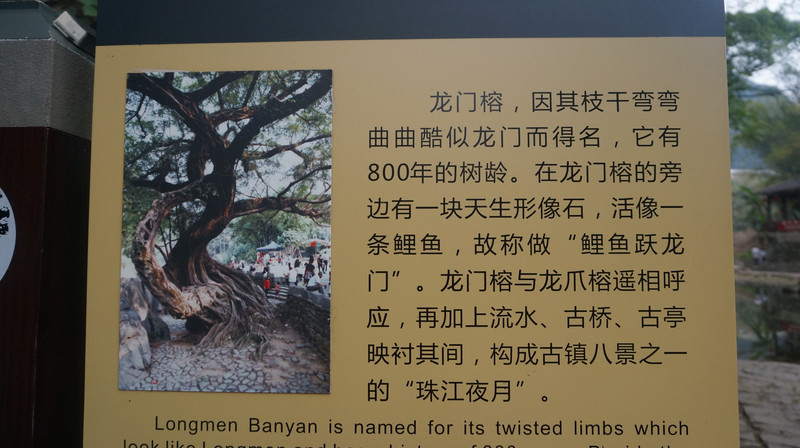 龙门榕，因其枝干弯弯
曲曲酷似龙门而得名，它有
800年的树龄。在龙门榕的旁
边有一块天生形像石，活像一
条鲤鱼，故称做“鲤鱼跃龙
门”。龙门榕与龙爪榕遥相呼
应，再加上流水、古桥、古亭
映衬其间，构成古镇八景之一
的“珠江夜月”。
Longmen Banyan is named for its twisted limbs which
look like Longmen and